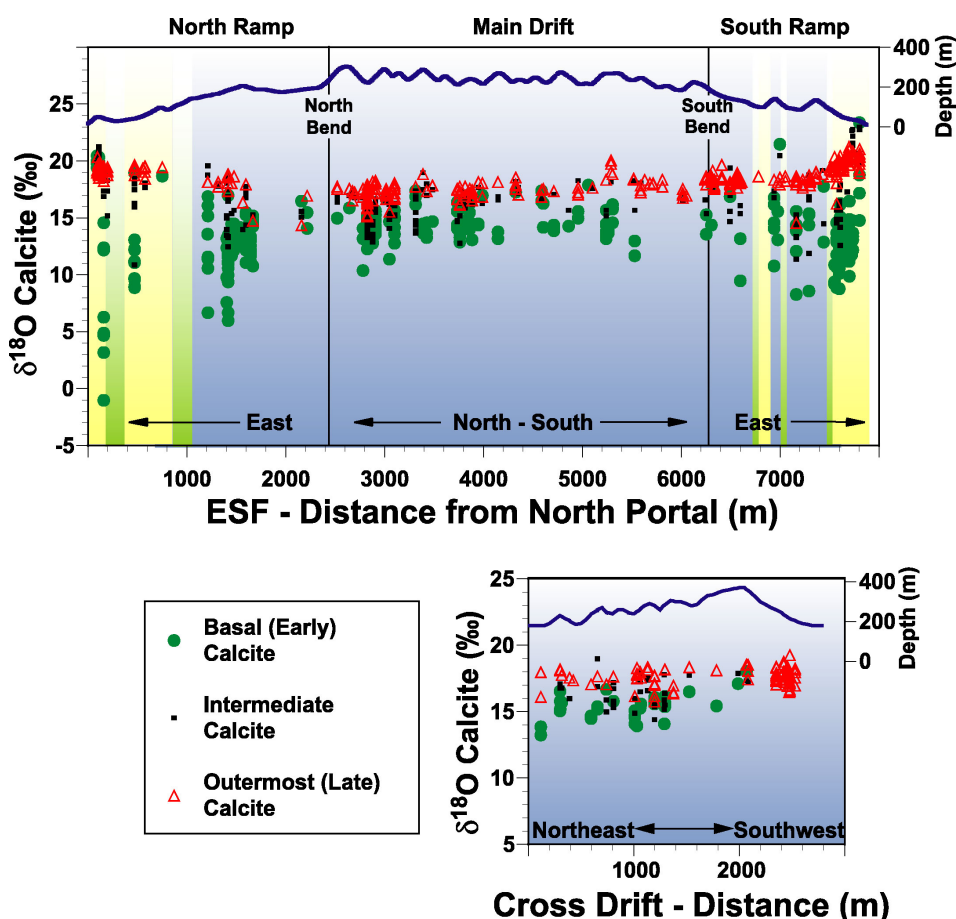 North Ramp Main Drift South Ramp
400
200
0
Depth (m)
North
Bend
South
Bend
25
20
15
10
5
0
-5
δ18O Calcite (‰)
East North - South East
1000 2000 3000 4000 5000 6000 7000
ESF - Distance from North Portal (m)
Basal (Early)
Calcite
Intermediate
Calcite
Outermost (Late)
Calcite
25
20
15
10
5
δ18O Calcite (‰)
400
200
0
Depth (m)
Northeast Southwest
1000 2000
Cross Drift - Distance (m)